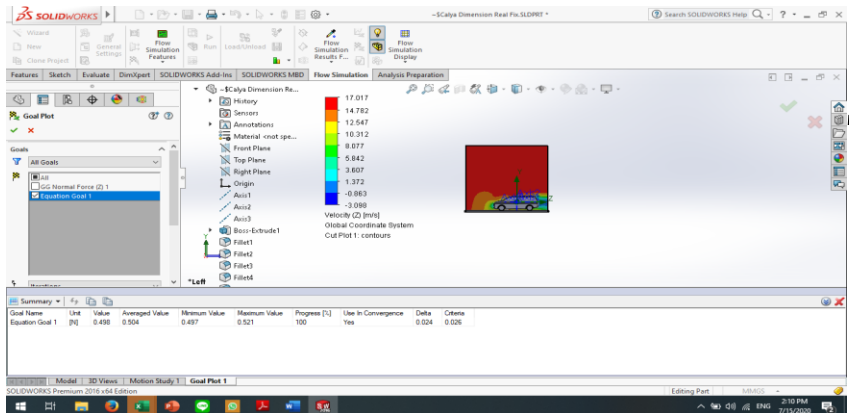 SOLIDWORKS
~SCalya Dimension Real Fix.SLDPRT *
Search SOLIDWORKS Help
Wizard
New
Clone Project
General Settings
Flow Simulation Features
Run
Load/Unload
Flow Simulation Results F...
Flow Simulation Display
Features Sketch Evaluate DimXpert SOLIDWORKS Add-Ins SOLIDWORKS MBD Flow Simulation Analysis Preparation
Goal Plot
Goals
All Goals
All
GG Normal Force (Z) 1
Equation Goal 1
~SCalya Dimension Re...
History
Sensors
Annotations
Material <not spe...
Front Plane
Top Plane
Right Plane
Origin
Axis1
Axis2
Axis3
Boss-Extrude1
Fillet1
Fillet2
Fillet3
Fillet4
*Left
17.017
14.782
12.547
10.312
8.077
5.842
3.607
1.372
-0.863
-3.098
Velocity (Z) [m/s]
Global Coordinate System
Cut Plot 1: contours
Summary
Goal Name Unit Value Averaged Value Minimum Value Maximum Value Progress [%] Use In Convergence Delta Criteria
Equation Goal 1 [N] 0.498 0.504 0.497 0.521 100 Yes 0.024 0.026
Model 3D Views Motion Study 1 Goal Plot 1
SOLIDWORKS Premium 2016 x64 Edition
Editing Part MMGS
ENG
2:10 PM
7/15/2020